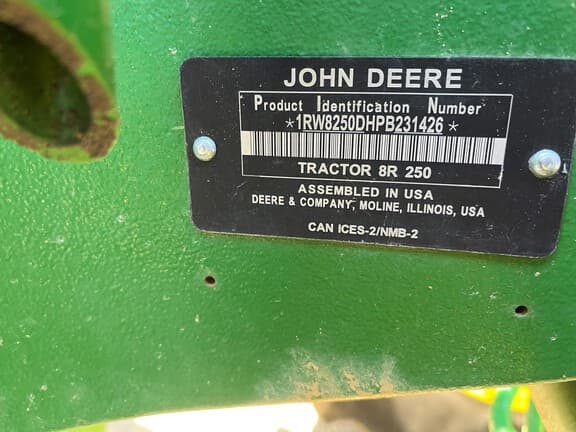 JOHN DEERE
Product Identification Number
*1RW8250DHPB231426*
TRACTOR 8R 250
ASSEMBLED IN USA
DEERE & COMPANY, MOLINE, ILLINOIS, USA
CAN ICES-2/NMB-2